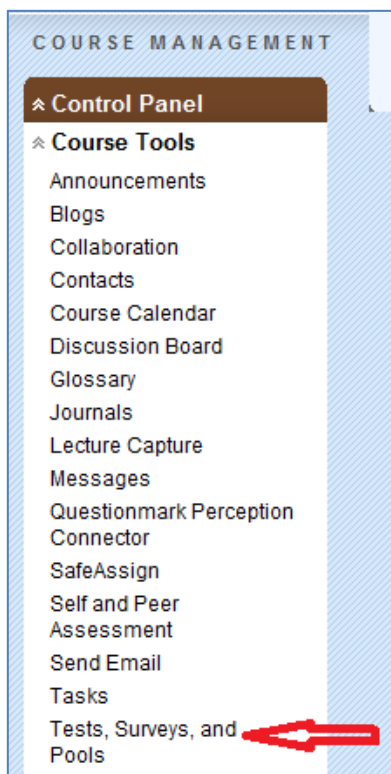 COURSE MANAGEMENT
Control Panel
Course Tools
Announcements
Blogs
Collaboration
Contacts
Course Calendar
Discussion Board
Glossary
Journals
Lecture Capture
Messages
Questionmark Perception
Connector
SafeAssign
Self and Peer
Assessment
Send Email
Tasks
Tests, Surveys, and
Pools